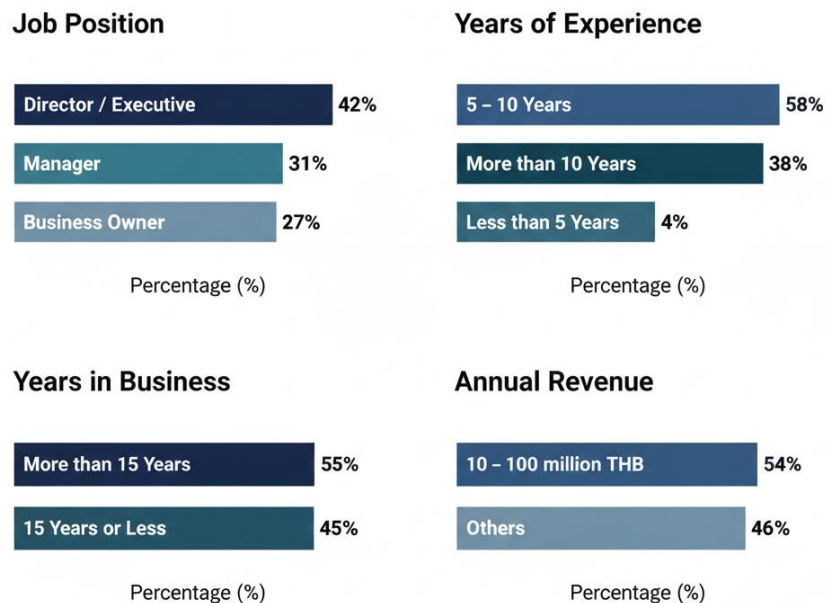 Job Position
Director / Executive 42%
Manager 31%
Business Owner 27%
Percentage (%)
Years of Experience
5 – 10 Years 58%
More than 10 Years 38%
Less than 5 Years 4%
Percentage (%)
Years in Business
More than 15 Years 55%
15 Years or Less 45%
Percentage (%)
Annual Revenue
10 – 100 million THB 54%
Others 46%
Percentage (%)